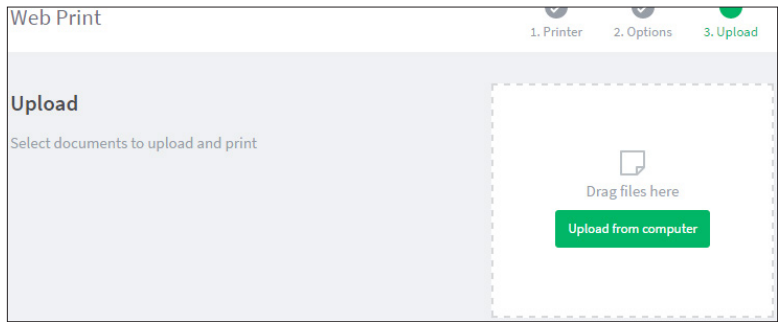 Web Print
1. Printer
2. Options
3. Upload
Upload
Select documents to upload and print
Drag files here
Upload from computer